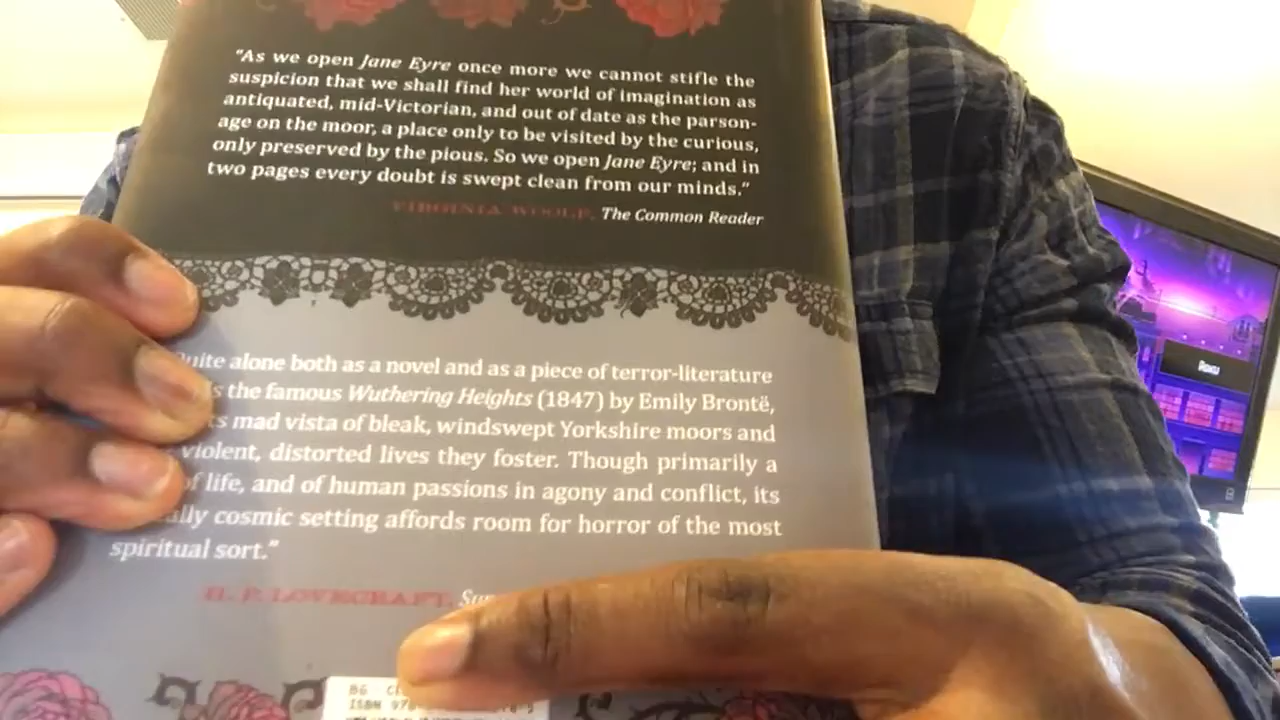 "As we open Jane Eyre once more we cannot stifle the
suspicion that we shall find her world of imagination as
antiquated, mid-Victorian, and out of date as the parson-
age on the moor, a place only to be visited by the curious,
only preserved by the pious. So we open Jane Eyre; and in
two pages every doubt is swept clean from our minds."
VIRGINIA WOOLF, The Common Reader
uite alone both as a novel and as a piece of terror-literature
s the famous Wuthering Heights (1847) by Emily Brontë,
s mad vista of bleak, windswept Yorkshire moors and
violent, distorted lives they foster. Though primarily a
of life, and of human passions in agony and conflict, its
ally cosmic setting affords room for horror of the most
spiritual sort."
H. P. LOVECRAFT,
BG
ISBN 978